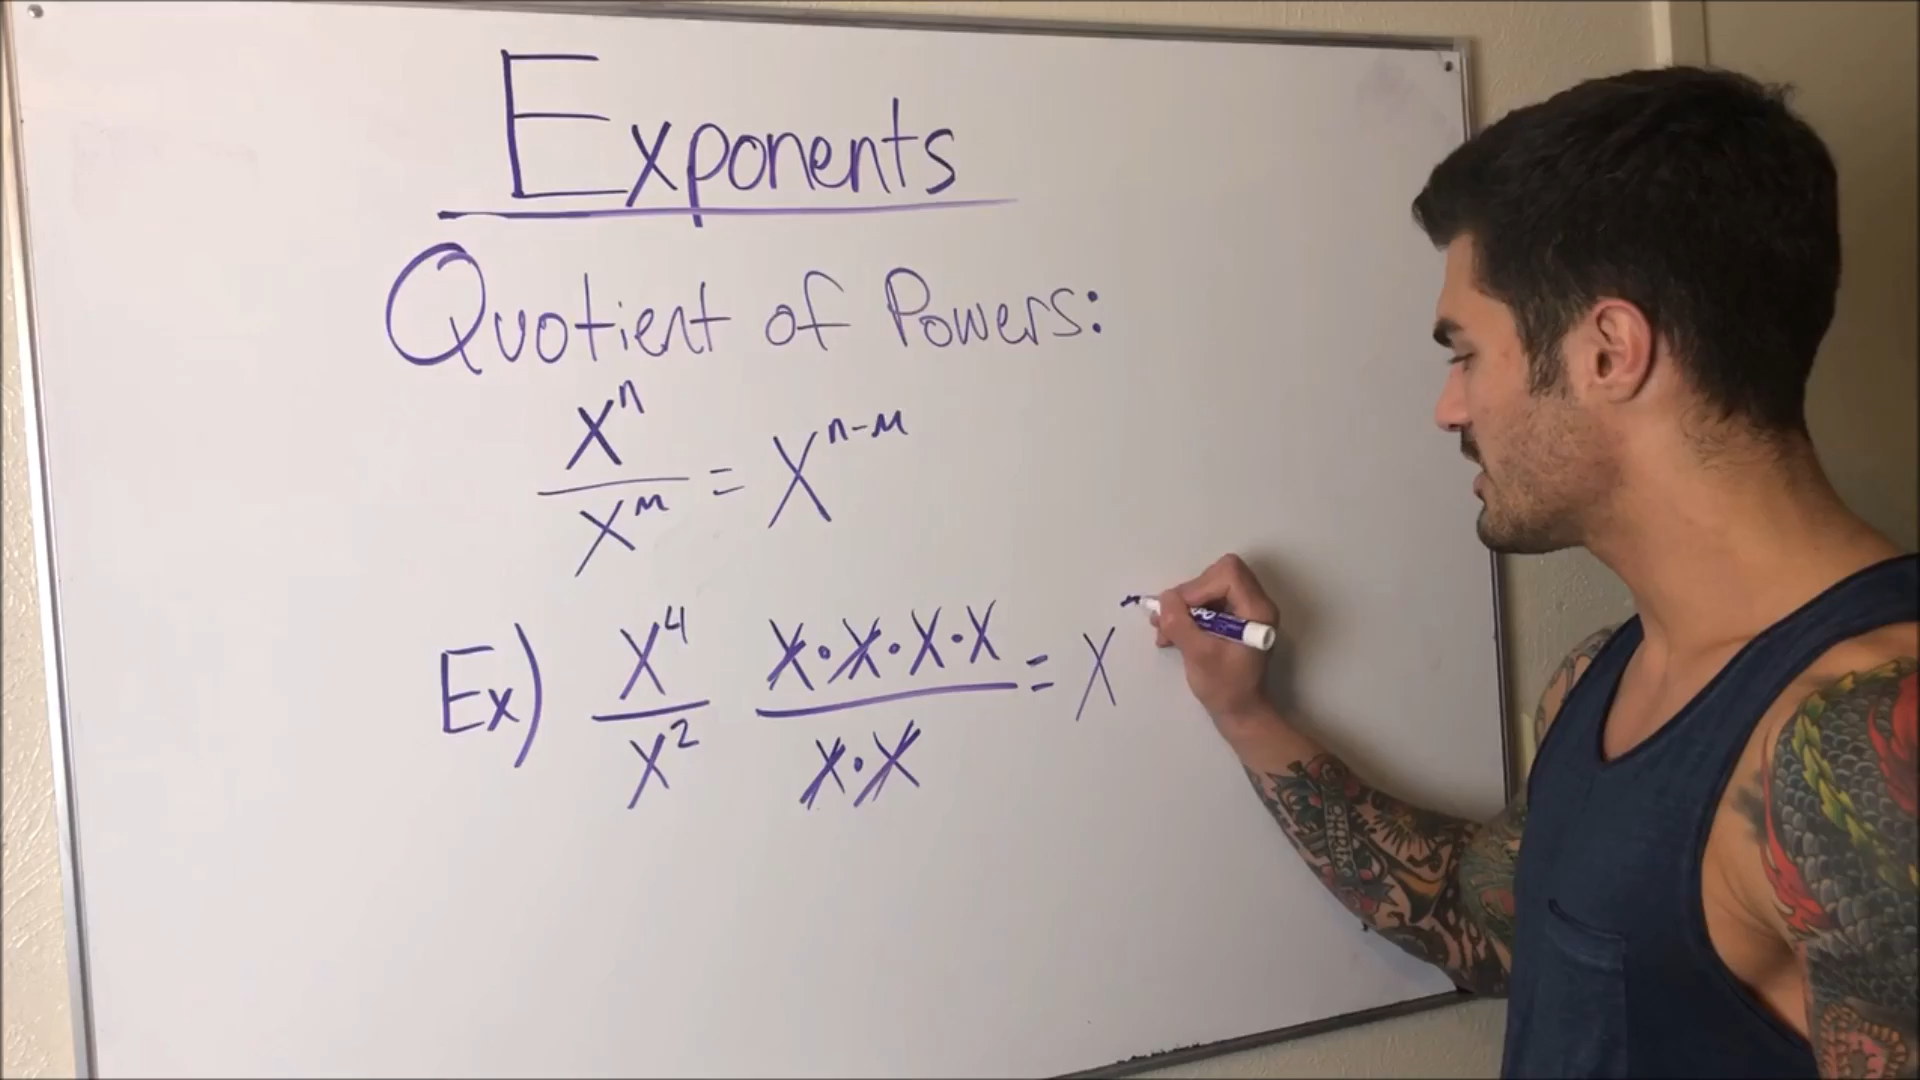 Exponents
Quotient of Powers:
xⁿ/xᵐ = xⁿ⁻ᵐ
Ex) x⁴/x² x·x·x·x/x·x = x